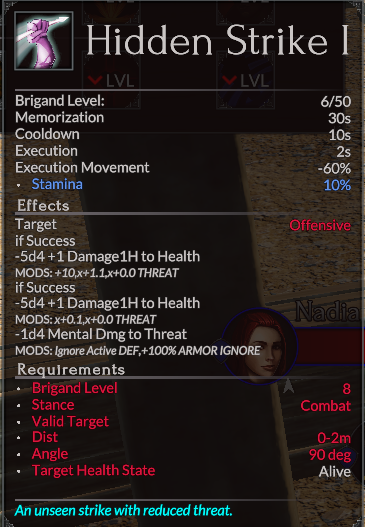 Hidden Strike I
LVL LVL
Brigand Level: 6/50
Memorization 30s
Cooldown 10s
Execution 2s
Execution Movement -60%
• Stamina 10%
Effects
Target Offensive
if Success
-5d4 +1 Damage1H to Health
MODS: +10,x+1.1,x+0.0 THREAT
if Success
-5d4 +1 Damage1H to Health
MODS: x+0.1,x+0.0 THREAT
-1d4 Mental Dmg to Threat
MODS: Ignore Active DEF,+100% ARMOR IGNORE
Nadia
Requirements
• Brigand Level 8
• Stance Combat
• Valid Target
• Dist 0-2m
• Angle 90 deg
• Target Health State Alive
An unseen strike with reduced threat.